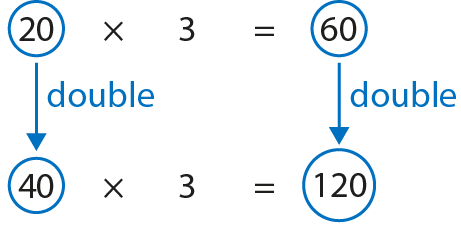 20 × 3 = 60
double double
40 × 3 = 120